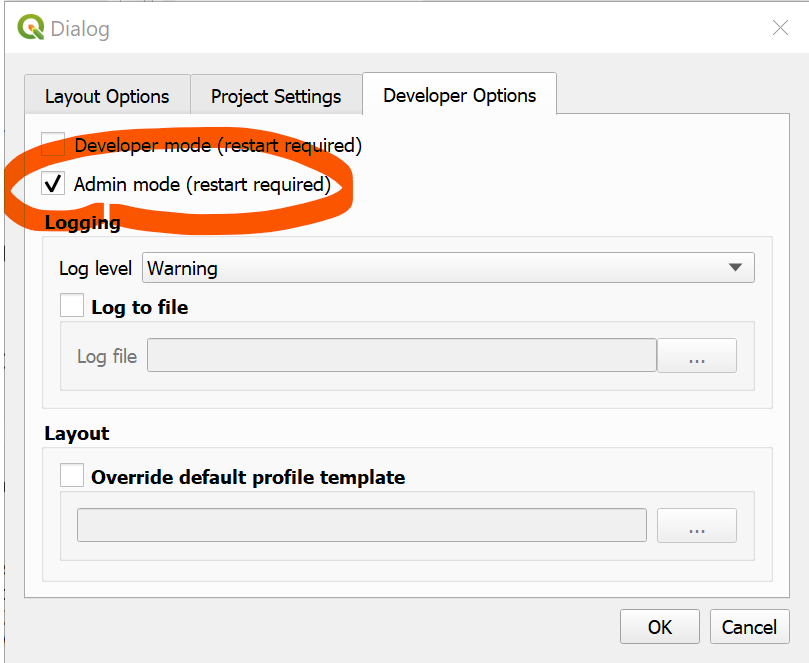 Dialog
Layout Options Project Settings Developer Options
Developer mode (restart required)
Admin mode (restart required)
Logging
Log level Warning
Log to file
Log file ...
Layout
Override default profile template
...
OK Cancel